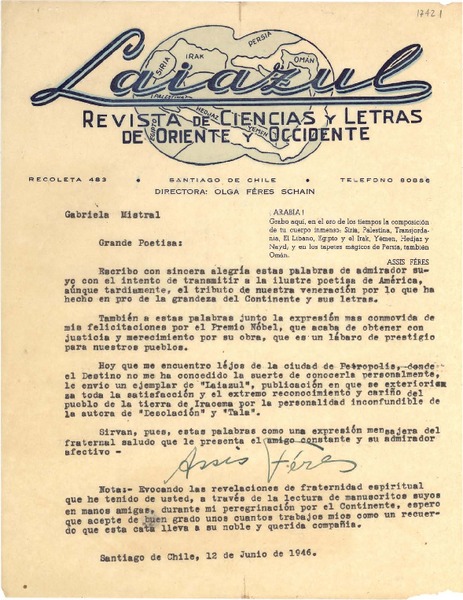 1742 1
Laiazul
PERSIA
IRAK
SIRIA
OMÁN
(PALESTINA)
HEDJAZ
YEMEN
EGIPTO
REVISTA DE CIENCIAS Y LETRAS
DE ORIENTE Y OCCIDENTE
RECOLETA 483 • SANTIAGO DE CHILE • TELEFONO 80886
DIRECTORA: OLGA FÉRES SCHAIN
Gabriela Mistral
Grande Poetisa:
¡ ARABIA !
Grabo aquí, en el oro de los tiempos la composición
de tu cuerpo inmenso: Siria, Palestina, Transjorda-
nia, El Líbano, Egipto y el Irak, Yémen, Hedjaz y
Nayd, y en los tapetes mágicos de Persia, también
Omán.
ASSIS FÉRES
Escribo con sincera alegría estas palabras de admirador su-
yo con el intento de transmitir a la ilustre poetisa de América,
aúnque tardiamente, el tributo de nuestra veneración por lo que ha
hecho en pro de la grandeza del Continente y sus letras.
También a estas palabras junto la expresión mas conmovida de
mis felicitaciones por el Premio Nóbel, que acaba de obtener con
justicia y merecimiento por su obra, que es un lábaro de prestigio
para nuestros pueblos.
Hoy que me encuentro léjos de la ciudad de Petropolis, donde
el Destino no me ha concedido la suerte de conocerla personalmente,
le envio un ejemplar de "Laiazul", publicación en que se exterioriza
sa toda la satisfacción y el extremo reconocimiento y cariño del
pueblo de la tierra de Iracema por la personalidad inconfundible de
la autora de "Desolación" y "Tala".
Sirvan, pues, estas palabras como una expresión mensajera del
fraternal saludo que le presenta el amigo constante y su admirador
afectivo -
Assis Féres
Nota:- Evocando las revelaciones de fraternidad espiritual
que he tenido de usted, a través de la lectura de manuscritos suyos
en manos amigas, durante mi peregrinación por el Continente, espero
que acepte de buen grado unos cuantos trabajos mios como un recuer-
do que esta cata lleva a su noble y querida compañia.
Santiago de Chile, 12 de Junio de 1946.